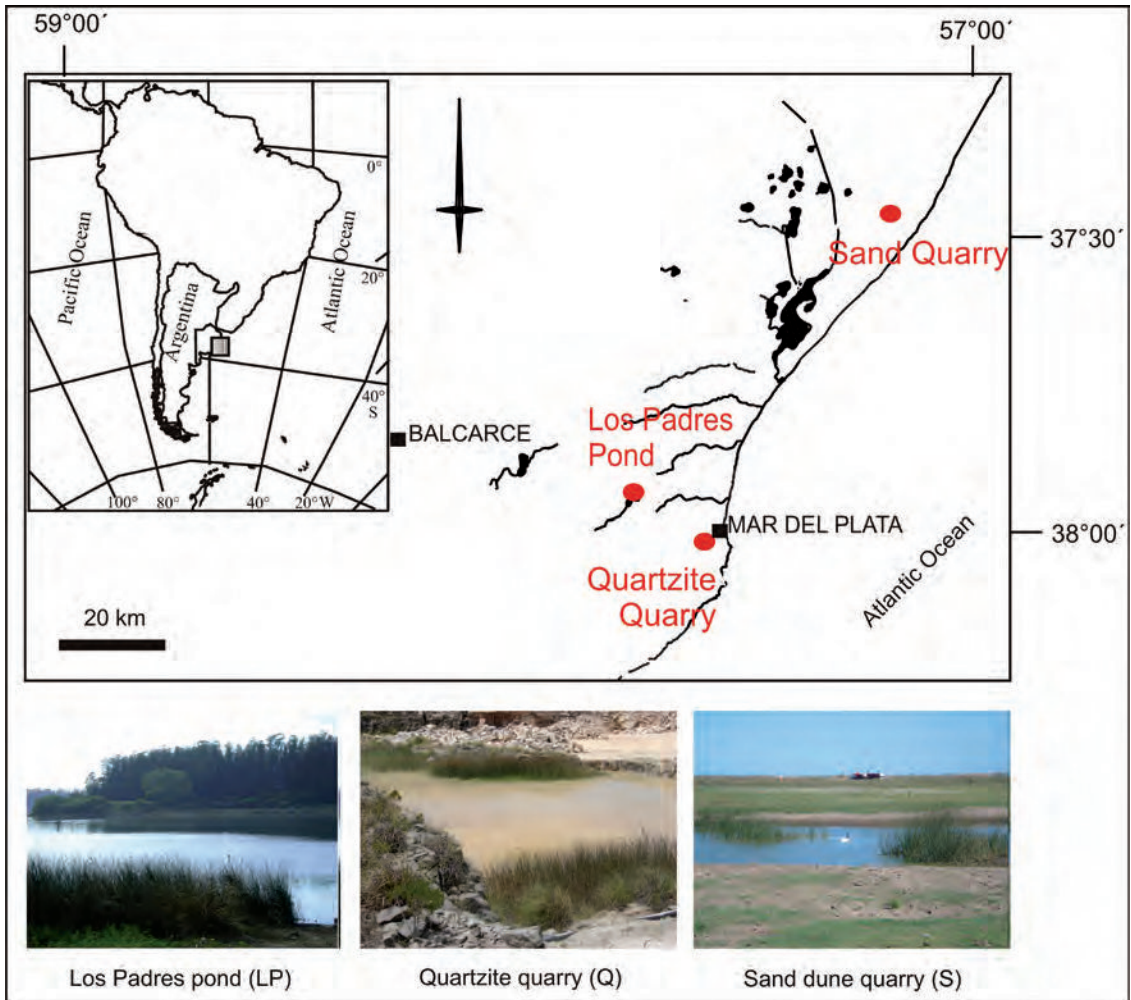 59°00´
57°00´
0°
Pacific Ocean
Atlantic Ocean
20°
Argentina
40°
S
100°
80°
40°
20°W
37°30´
Sand Quarry
Los Padres
Pond
BALCARCE
MAR DEL PLATA
38°00´
Quartzite
Quarry
Atlantic Ocean
20 km
Los Padres pond (LP)
Quartzite quarry (Q)
Sand dune quarry (S)